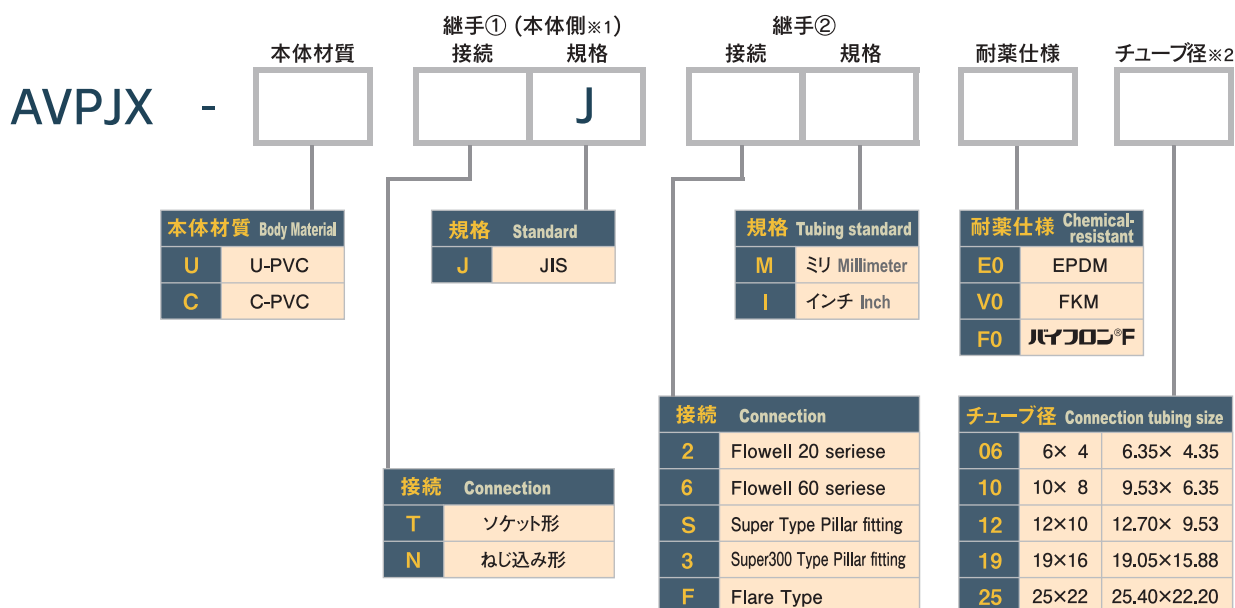 継手① (本体側※1) 継手②
本体材質 接続 規格 接続 規格 耐薬仕様 チューブ径※2
AVPJX - J
本体材質 Body Material
U U-PVC
C C-PVC
規格 Standard
J JIS
規格 Tubing standard
M ミリ Millimeter
I インチ Inch
耐薬仕様 Chemical-
resistant
E0 EPDM
V0 FKM
F0 バイフロン®F
接続 Connection
T ソケット形
N ねじ込み形
接続 Connection
2 Flowell 20 seriese
6 Flowell 60 seriese
S Super Type Pillar fitting
3 Super300 Type Pillar fitting
F Flare Type
チューブ径 Connection tubing size
06 6× 4 6.35× 4.35
10 10× 8 9.53× 6.35
12 12×10 12.70× 9.53
19 19×16 19.05×15.88
25 25×22 25.40×22.20